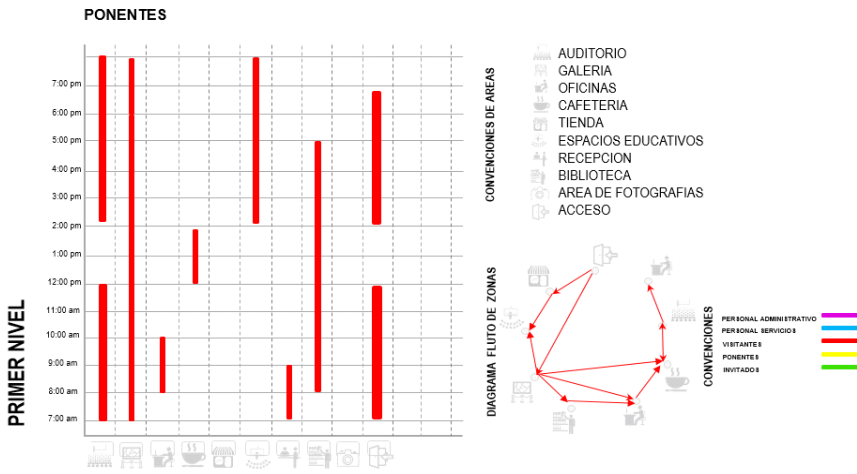 PONENTES
7:00 pm
6:00 pm
5:00 pm
4:00 pm
3:00 pm
2:00 pm
1:00 pm
12:00 pm
11:00 am
10:00 am
9:00 am
8:00 am
7:00 am
PRIMER NIVEL
CONVENCIONES DE AREAS
AUDITORIO
GALERIA
OFICINAS
CAFETERIA
TIENDA
ESPACIOS EDUCATIVOS
RECEPCION
BIBLIOTECA
AREA DE FOTOGRAFIAS
ACCESO
DIAGRAMA FLUTO DE ZONAS
CONVENCIONES
PERSONAL ADMINISTRATIVO
PERSONAL SERVICIOS
VISITANTES
PONENTES
INVITADOS